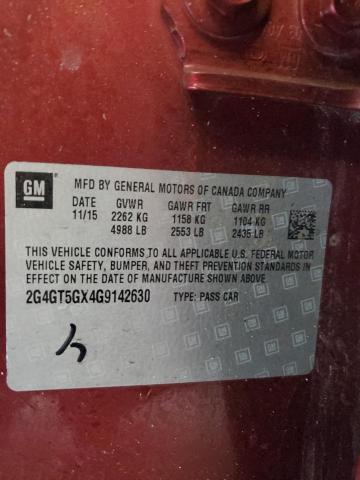 GM
MFD BY GENERAL MOTORS OF CANADA COMPANY
DATE GVWR GAWR FRT GAWR RR
11/15 2262 KG 1158 KG 1104 KG
4988 LB 2553 LB 2435 LB
THIS VEHICLE CONFORMS TO ALL APPLICABLE U.S. FEDERAL MOTOR
VEHICLE SAFETY, BUMPER, AND THEFT PREVENTION STANDARDS IN
EFFECT ON THE DATE OF MANUFACTURE SHOWN ABOVE.
2G4GT5GX4G9142630 TYPE: PASS CAR